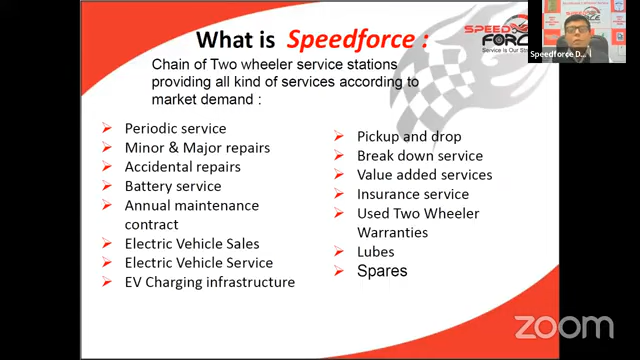 What is Speedforce :
SPEED
FORCE
Service Is Our
Chain of Two wheeler service stations
providing all kind of services according to
market demand :
Periodic service
Minor & Major repairs
Accidental repairs
Battery service
Annual maintenance
contract
Electric Vehicle Sales
Electric Vehicle Service
EV Charging infrastructure
Pickup and drop
Break down service
Value added services
Insurance service
Used Two Wheeler
Warranties
Lubes
Spares
Speedforce D...
zoom